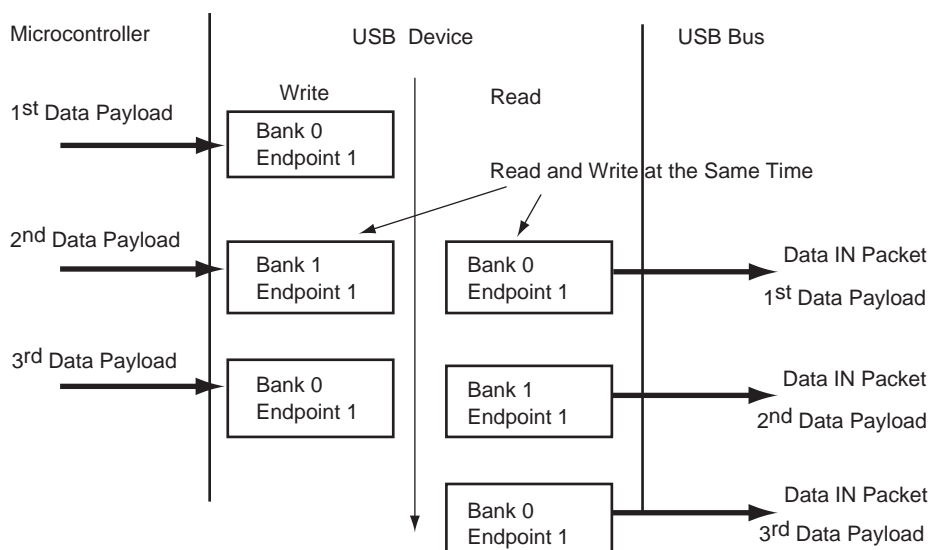 Microcontroller
USB Device
USB Bus
Write
Read
1st Data Payload
Bank 0
Endpoint 1
Read and Write at the Same Time
2nd Data Payload
Bank 1
Endpoint 1
Bank 0
Endpoint 1
Data IN Packet
1st Data Payload
3rd Data Payload
Bank 0
Endpoint 1
Bank 1
Endpoint 1
Data IN Packet
2nd Data Payload
Bank 0
Endpoint 1
Data IN Packet
3rd Data Payload